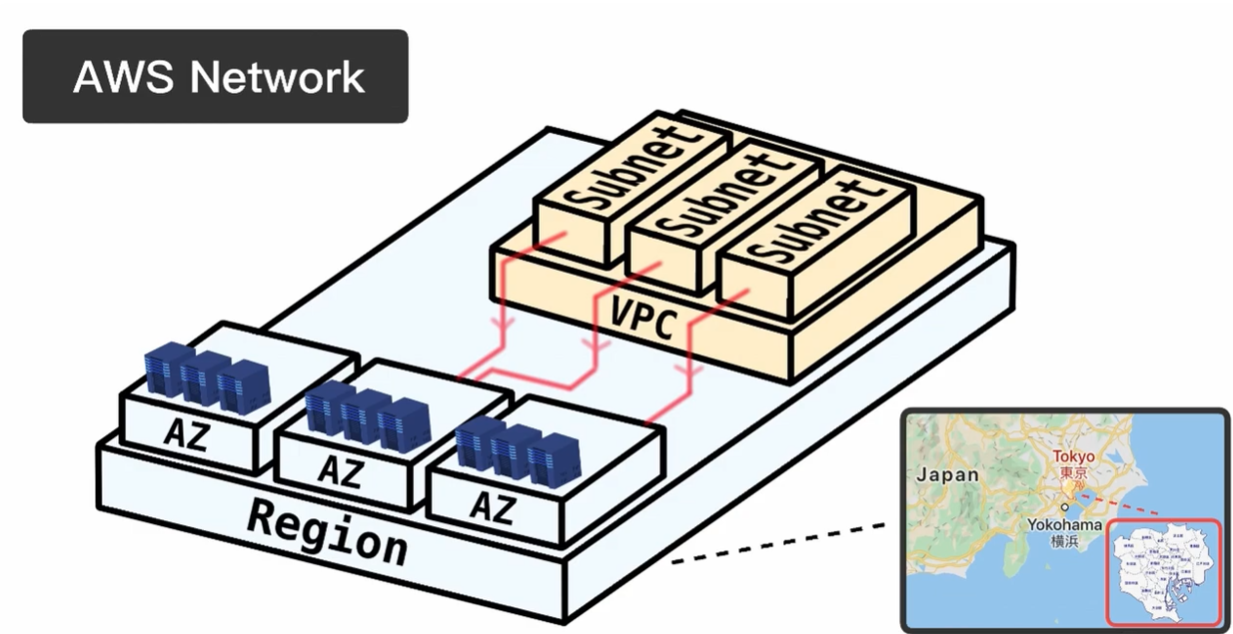 AWS Network
Subnet
Subnet
Subnet
VPC
AZ
AZ
AZ
Region
Japan
Tokyo
東京
Yokohama
横浜